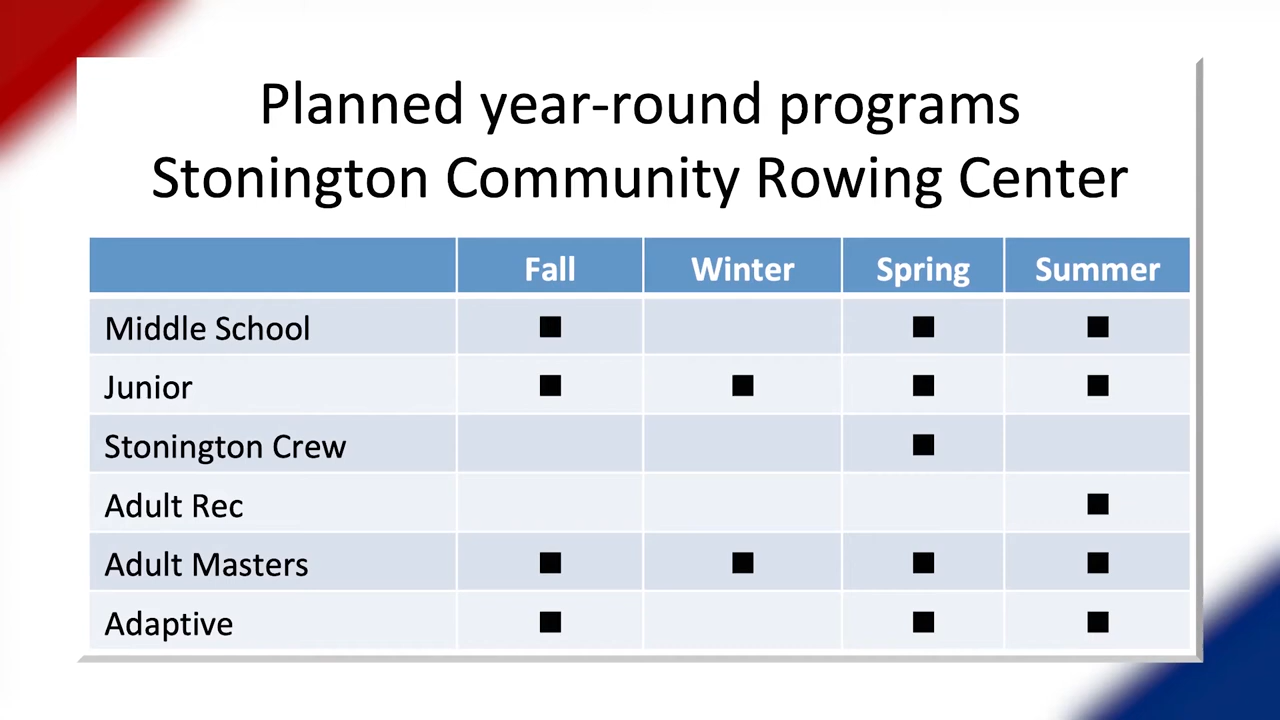 Planned year-round programs
Stonington Community Rowing Center
Fall Winter Spring Summer
Middle School ■ ■ ■
Junior ■ ■ ■ ■
Stonington Crew ■
Adult Rec ■
Adult Masters ■ ■ ■ ■
Adaptive ■ ■ ■